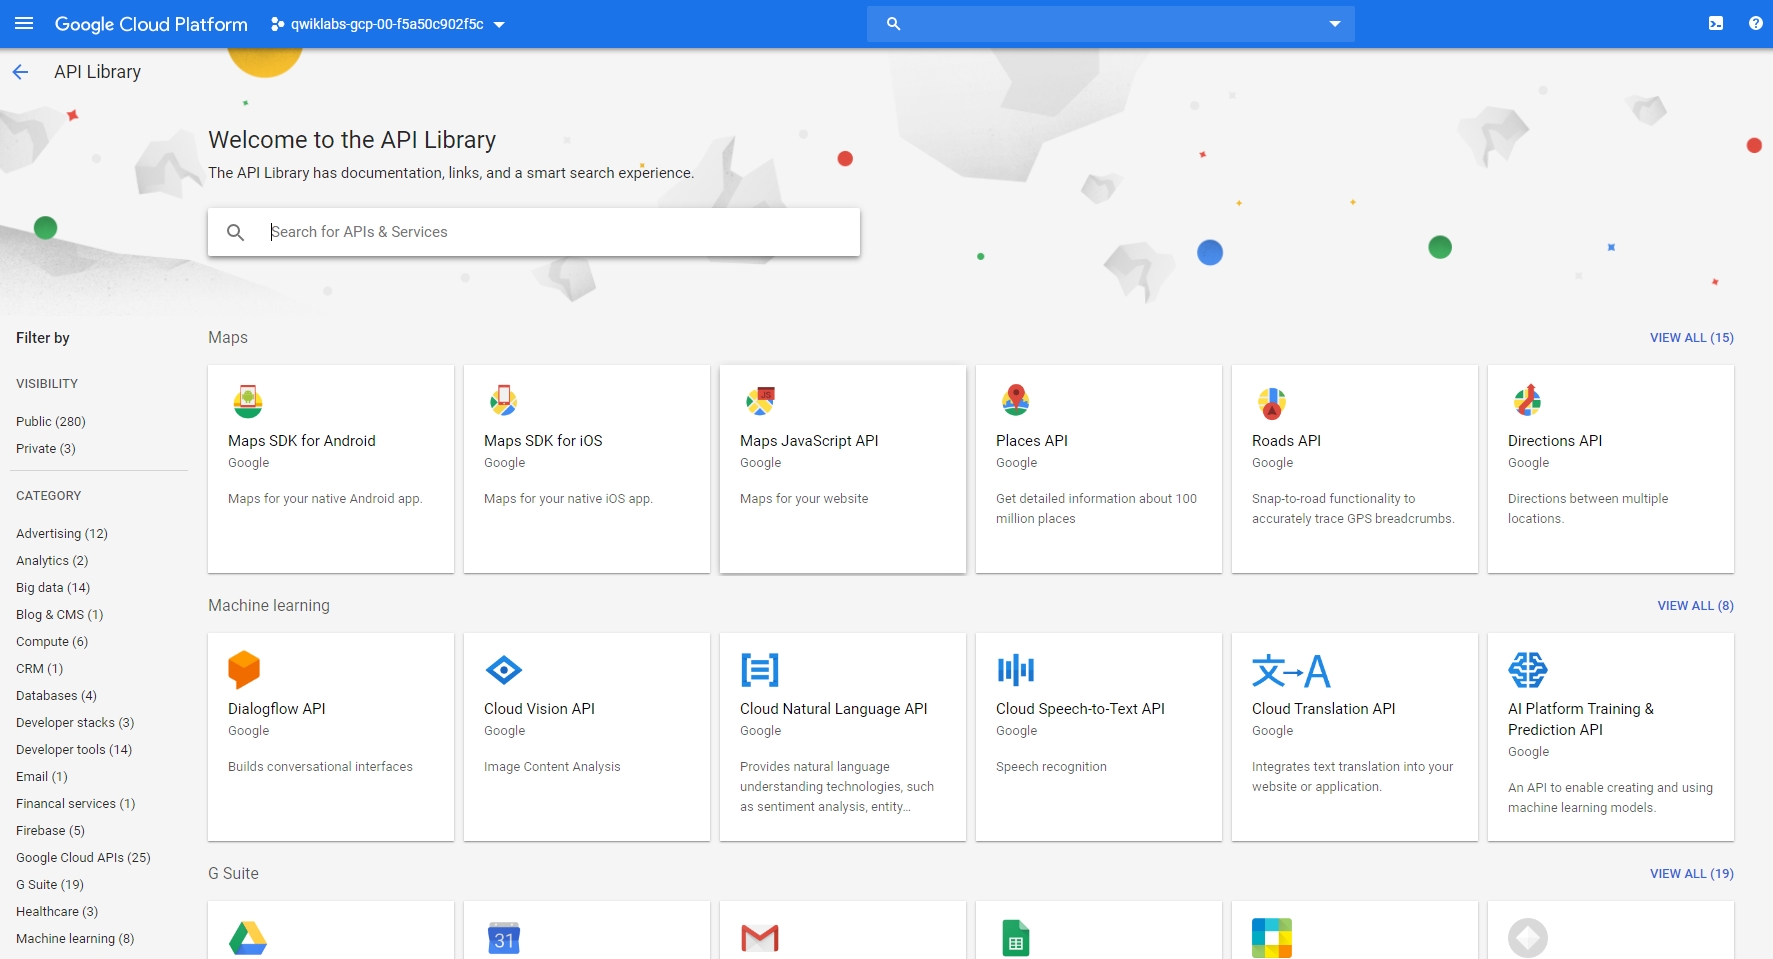 Google Cloud Platform
qwiklabs-gcp-00-f5a50c902f5c
API Library
Welcome to the API Library
The API Library has documentation, links, and a smart search experience.
Search for APIs & Services
Filter by
VISIBILITY
Public (280)
Private (3)
CATEGORY
Advertising (12)
Analytics (2)
Big data (14)
Blog & CMS (1)
Compute (6)
CRM (1)
Databases (4)
Developer stacks (3)
Developer tools (14)
Email (1)
Financal services (1)
Firebase (5)
Google Cloud APIs (25)
G Suite (19)
Healthcare (3)
Machine learning (8)
Maps
VIEW ALL (15)
Maps SDK for Android
Google
Maps for your native Android app.
Maps SDK for iOS
Google
Maps for your native iOS app.
JS
Maps JavaScript API
Google
Maps for your website
Places API
Google
Get detailed information about 100
million places
Roads API
Google
Snap-to-road functionality to
accurately trace GPS breadcrumbs.
Directions API
Google
Directions between multiple
locations.
Machine learning
VIEW ALL (8)
Dialogflow API
Google
Builds conversational interfaces
Cloud Vision API
Google
Image Content Analysis
Cloud Natural Language API
Google
Provides natural language
understanding technologies, such
as sentiment analysis, entity...
Cloud Speech-to-Text API
Google
Speech recognition
文→A
Cloud Translation API
Google
Integrates text translation into your
website or application.
AI Platform Training &
Prediction API
Google
An API to enable creating and using
machine learning models.
G Suite
VIEW ALL (19)
31